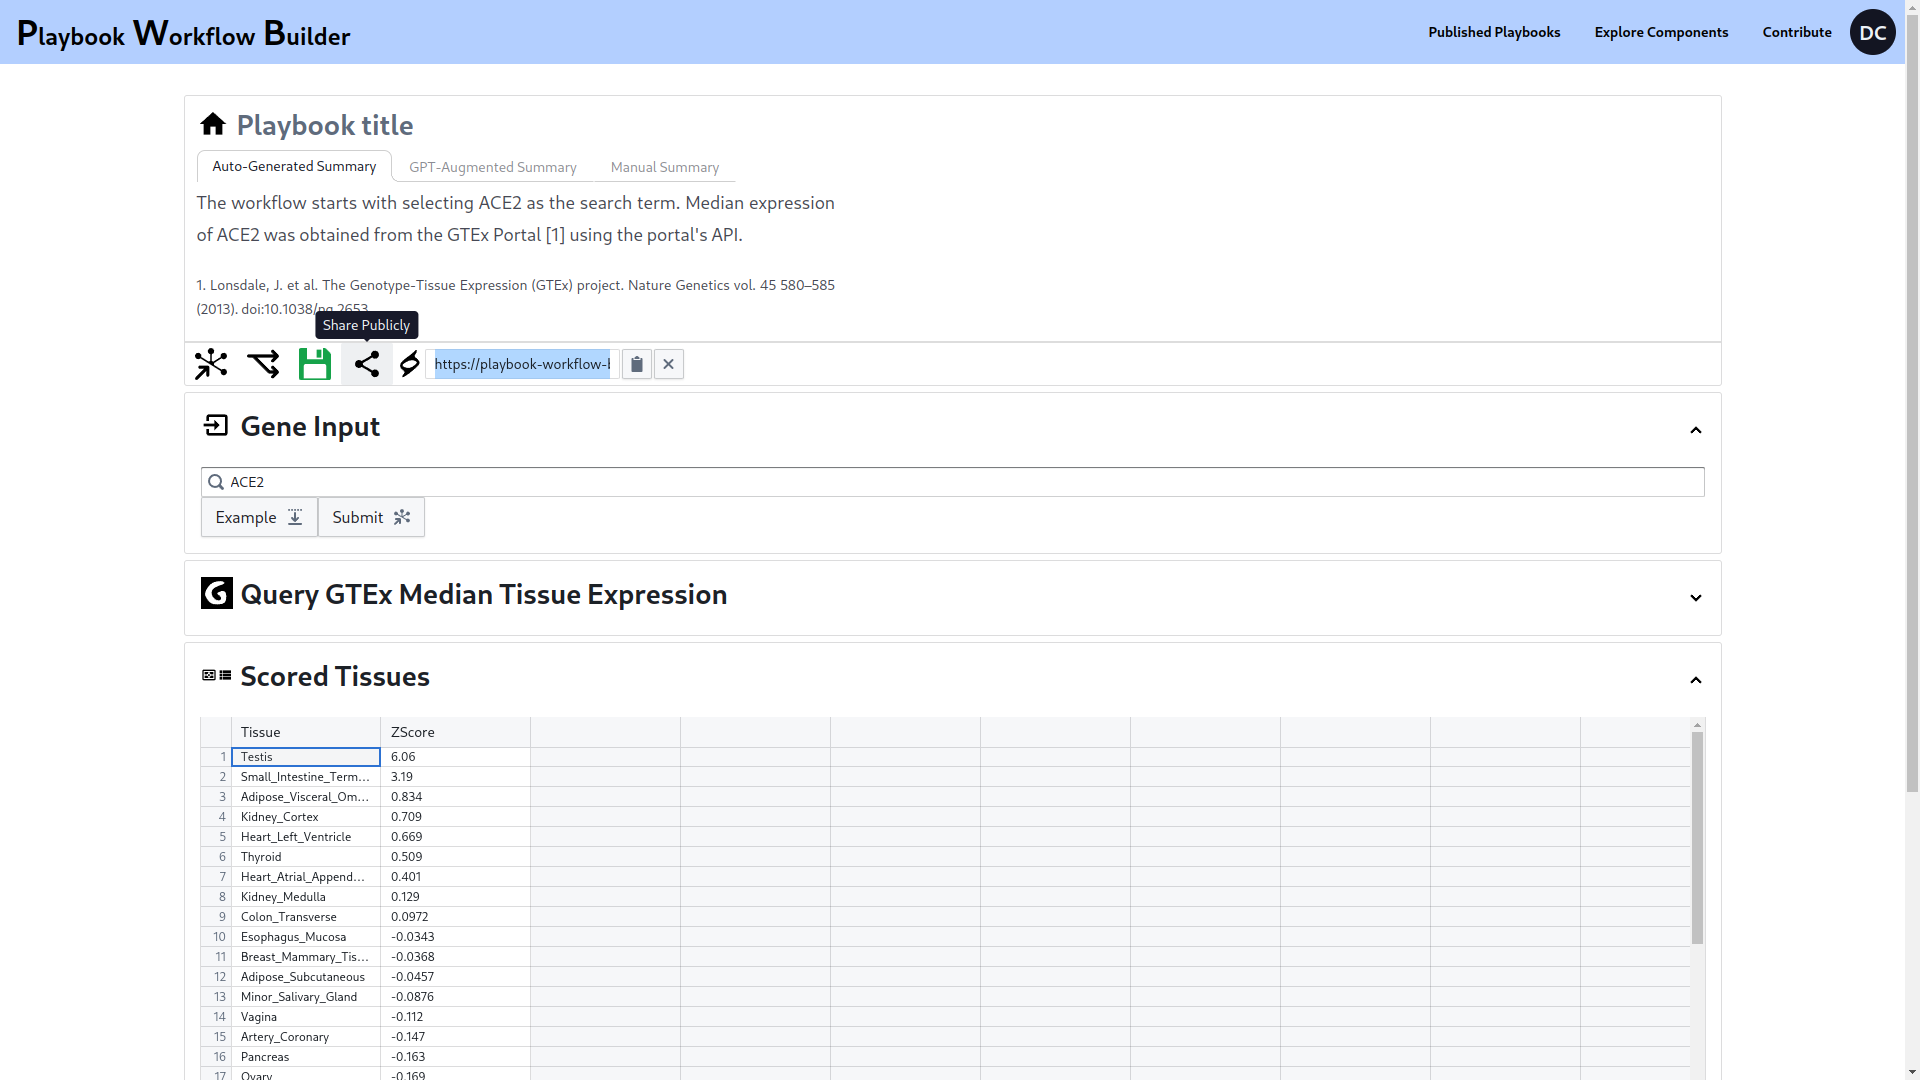 Playbook Workflow Builder
Published Playbooks
Explore Components
Contribute
DC
Playbook title
Auto-Generated Summary
GPT-Augmented Summary
Manual Summary
The workflow starts with selecting ACE2 as the search term. Median expression
of ACE2 was obtained from the GTEx Portal [1] using the portal's API.
1. Lonsdale, J. et al. The Genotype-Tissue Expression (GTEx) project. Nature Genetics vol. 45 580–585
(2013). doi:10.1038/ng.2653
Share Publicly
https://playbook-workflow-b
Gene Input
ACE2
Example
Submit
Query GTEx Median Tissue Expression
Scored Tissues
Tissue ZScore
1 Testis 6.06
2 Small_Intestine_Term... 3.19
3 Adipose_Visceral_Om... 0.834
4 Kidney_Cortex 0.709
5 Heart_Left_Ventricle 0.669
6 Thyroid 0.509
7 Heart_Atrial_Append... 0.401
8 Kidney_Medulla 0.129
9 Colon_Transverse 0.0972
10 Esophagus_Mucosa -0.0343
11 Breast_Mammary_Tis... -0.0368
12 Adipose_Subcutaneous -0.0457
13 Minor_Salivary_Gland -0.0876
14 Vagina -0.112
15 Artery_Coronary -0.147
16 Pancreas -0.163
17 Ovary -0.169